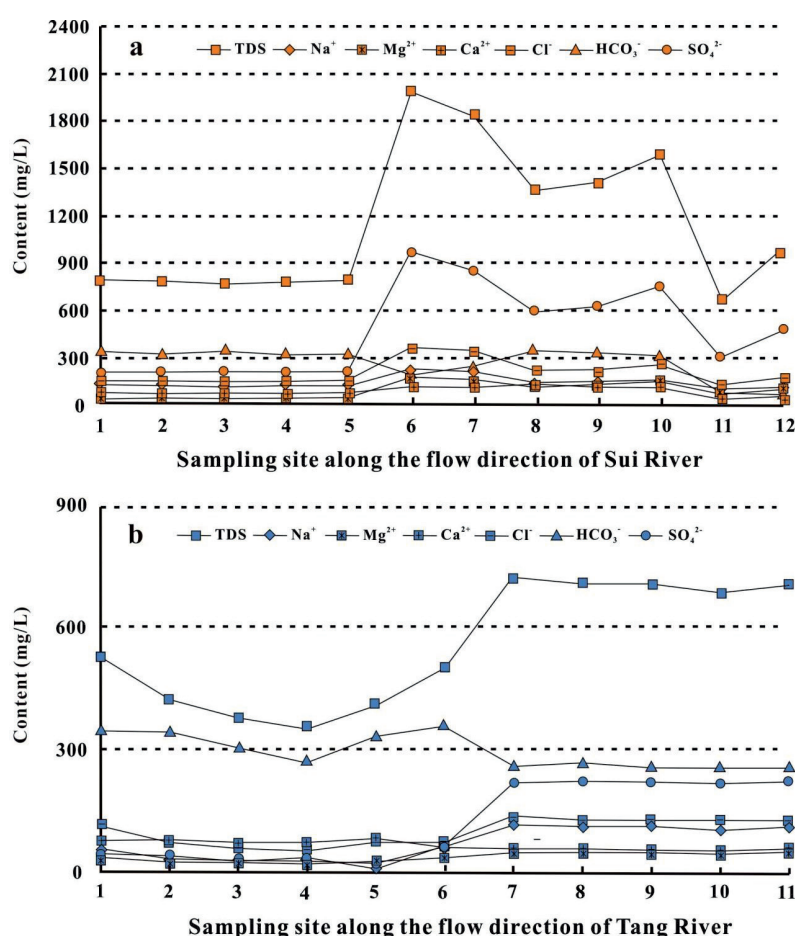 2400
2100
1800
1500
1200
900
600
300
0
Content (mg/L)
a
TDS Na⁺ Mg²⁺ Ca²⁺ Cl⁻ HCO₃⁻ SO₄²⁻
1 2 3 4 5 6 7 8 9 10 11 12
Sampling site along the flow direction of Sui River
900
600
300
0
Content (mg/L)
b
TDS Na⁺ Mg²⁺ Ca²⁺ Cl⁻ HCO₃⁻ SO₄²⁻
1 2 3 4 5 6 7 8 9 10 11
Sampling site along the flow direction of Tang River